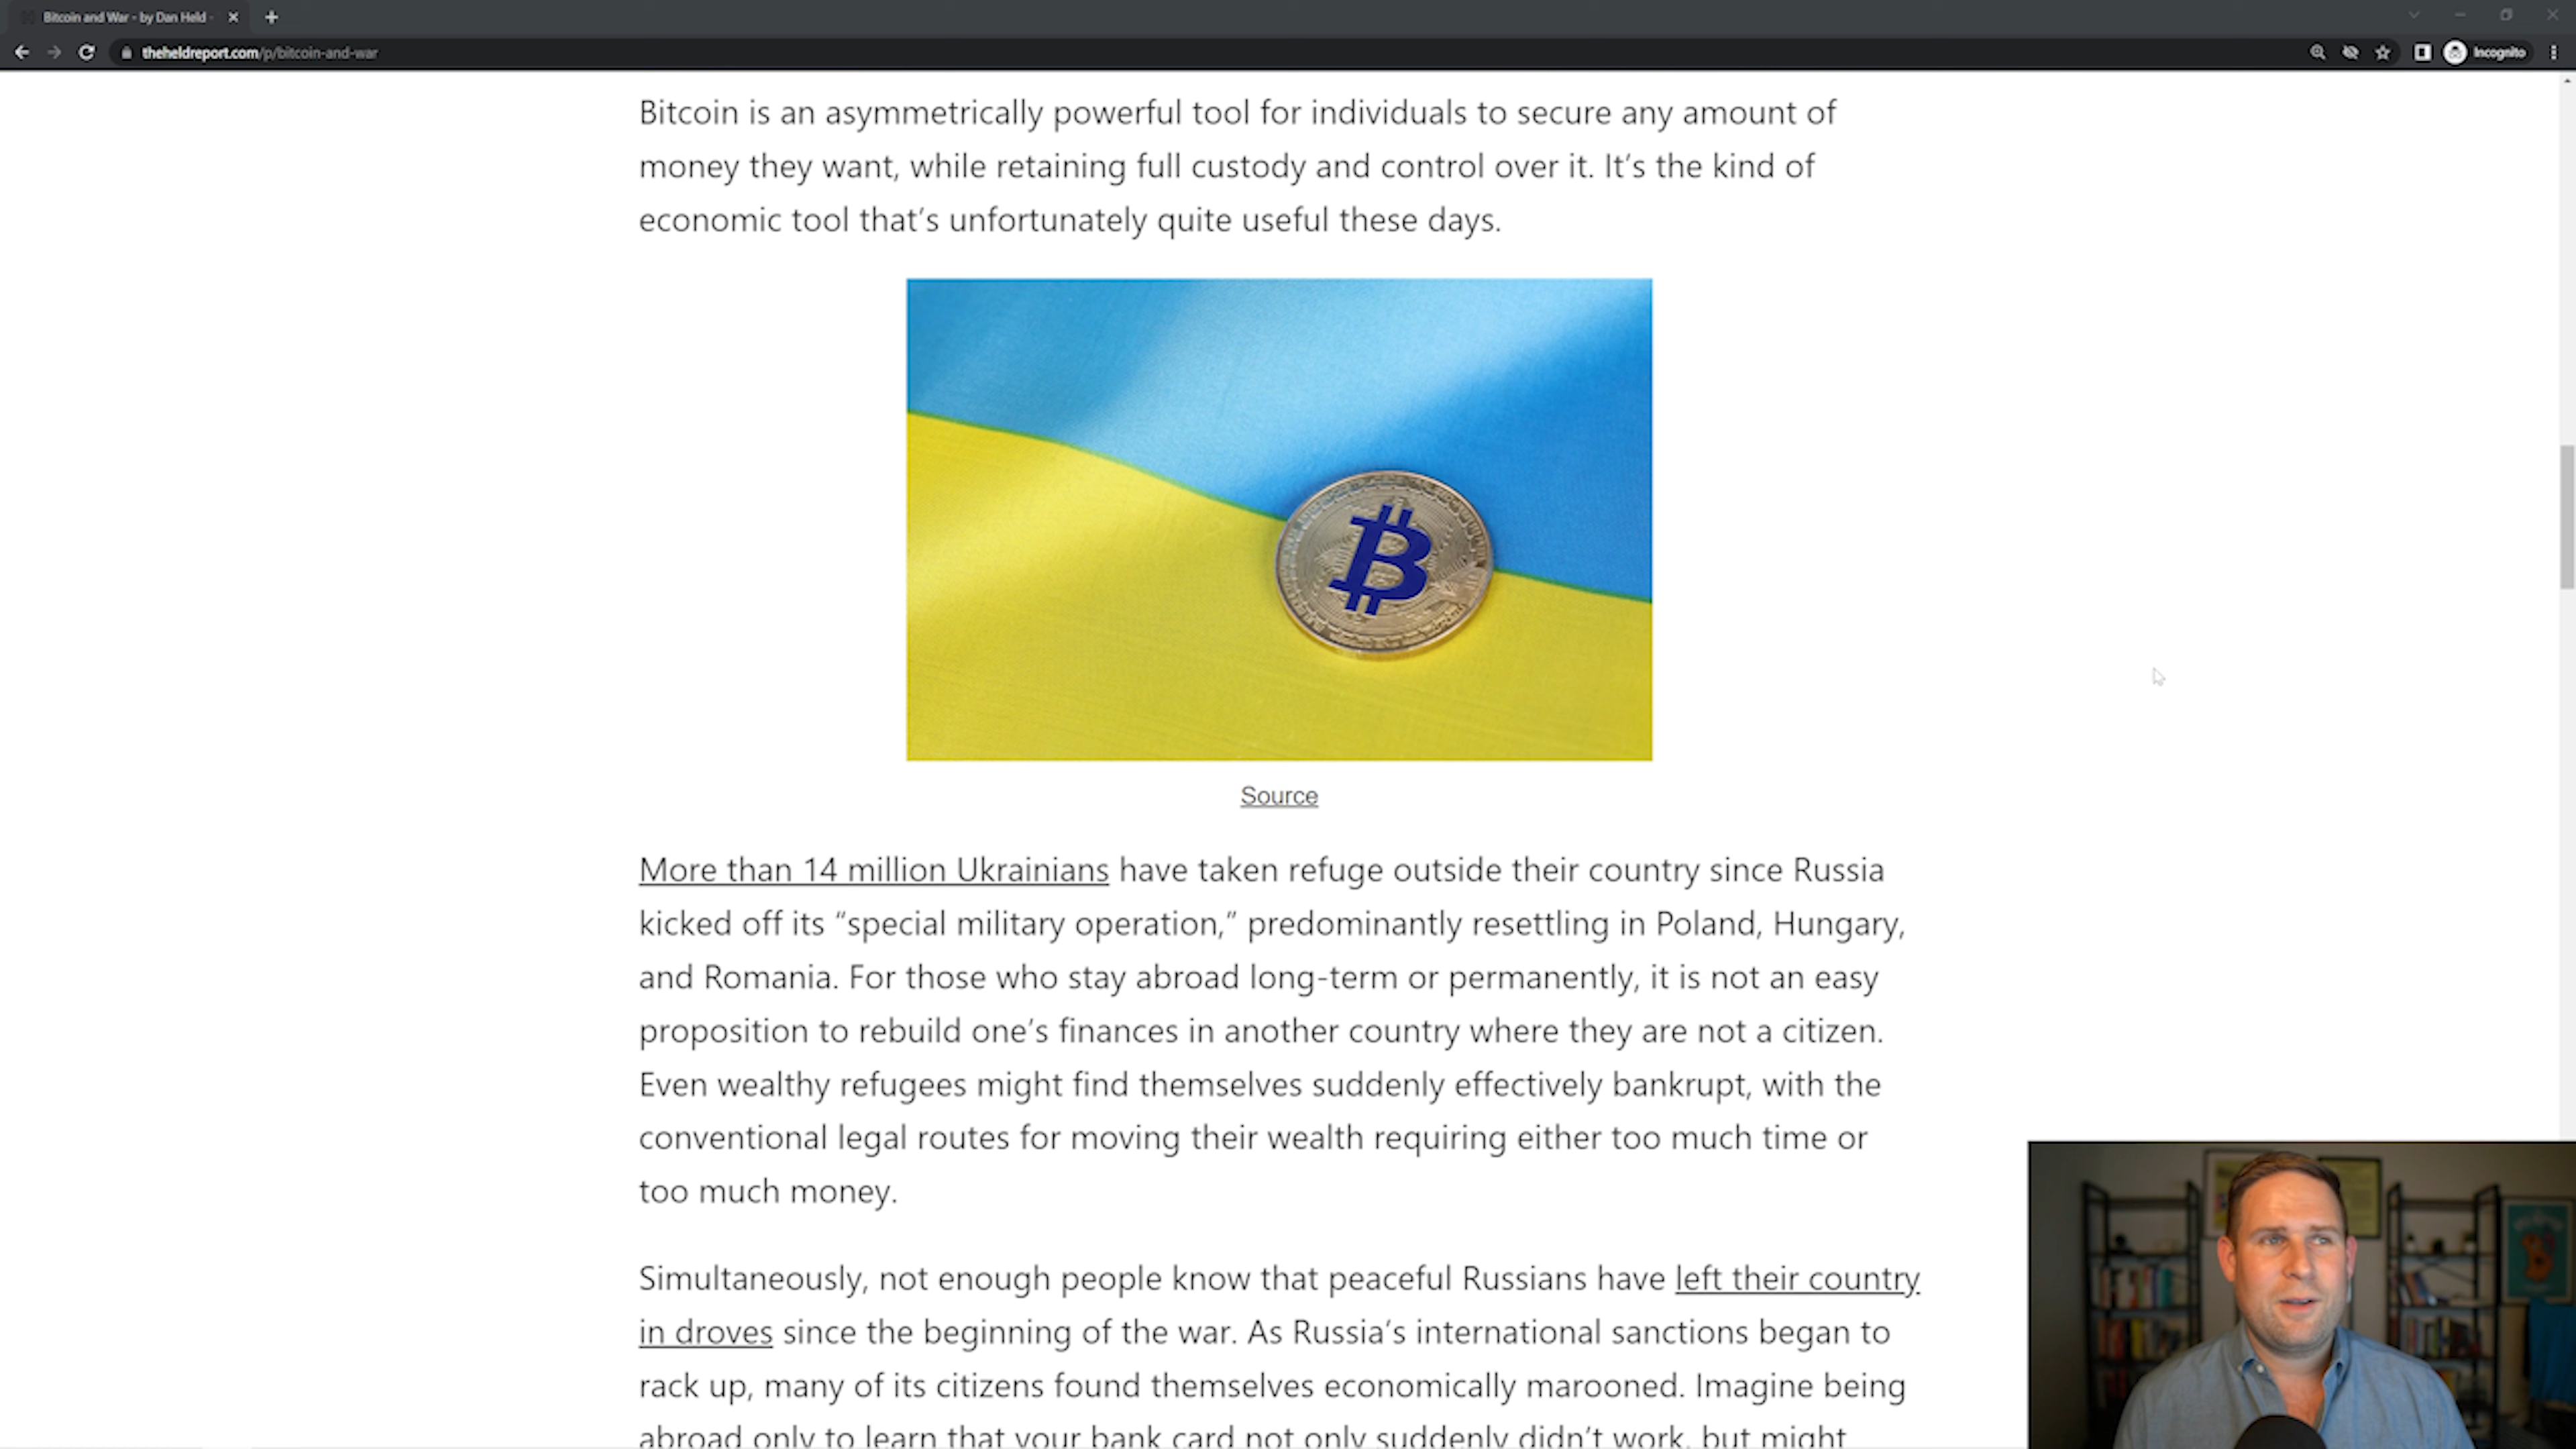 Bitcoin and War - by Dan Held -
theheldreport.com/p/bitcoin-and-war
Incognito
Bitcoin is an asymmetrically powerful tool for individuals to secure any amount of
money they want, while retaining full custody and control over it. It’s the kind of
economic tool that’s unfortunately quite useful these days.
B
Source
More than 14 million Ukrainians have taken refuge outside their country since Russia
kicked off its “special military operation,” predominantly resettling in Poland, Hungary,
and Romania. For those who stay abroad long-term or permanently, it is not an easy
proposition to rebuild one’s finances in another country where they are not a citizen.
Even wealthy refugees might find themselves suddenly effectively bankrupt, with the
conventional legal routes for moving their wealth requiring either too much time or
too much money.
Simultaneously, not enough people know that peaceful Russians have left their country
in droves since the beginning of the war. As Russia’s international sanctions began to
rack up, many of its citizens found themselves economically marooned. Imagine being
abroad only to learn that your bank card not only suddenly didn’t work, but might